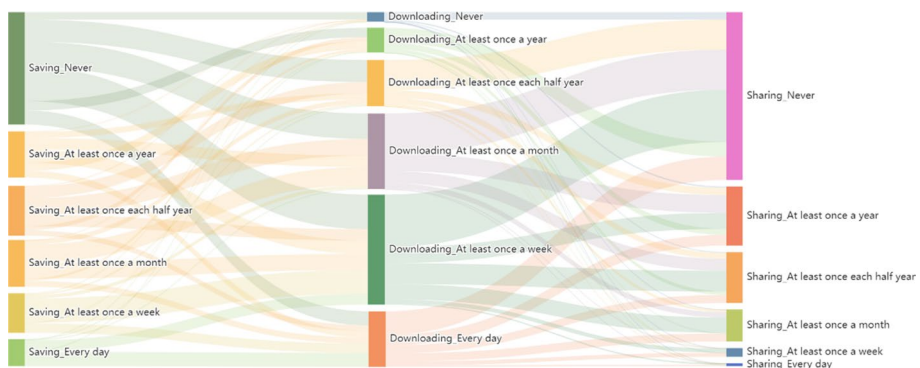 Saving_Never
Saving_At least once a year
Saving_At least once each half year
Saving_At least once a month
Saving_At least once a week
Saving_Every day
Downloading_Never
Downloading_At least once a year
Downloading_At least once each half year
Downloading_At least once a month
Downloading_At least once a week
Downloading_Every day
Sharing_Never
Sharing_At least once a year
Sharing_At least once each half year
Sharing_At least once a month
Sharing_At least once a week
Sharing_Every day